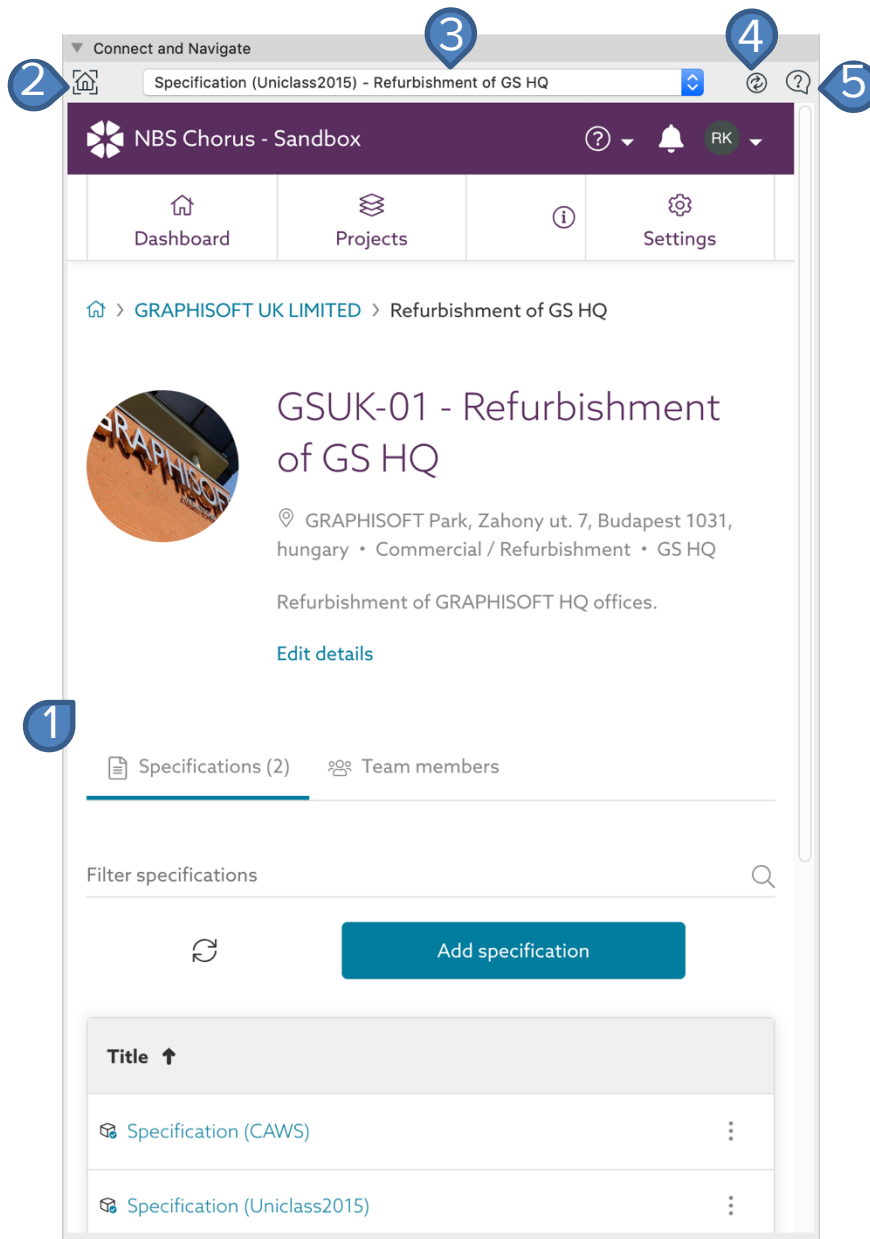 3
4
Connect and Navigate
2
Specification (Uniclass2015) - Refurbishment of GS HQ
5
NBS Chorus - Sandbox
RK
Dashboard
Projects
Settings
GRAPHISOFT UK LIMITED > Refurbishment of GS HQ
GRAPHISOFT
GSUK-01 - Refurbishment
of GS HQ
GRAPHISOFT Park, Zahony ut. 7, Budapest 1031,
hungary • Commercial / Refurbishment • GS HQ
Refurbishment of GRAPHISOFT HQ offices.
Edit details
1
Specifications (2)
Team members
Filter specifications
Add specification
Title
Specification (CAWS)
Specification (Uniclass2015)